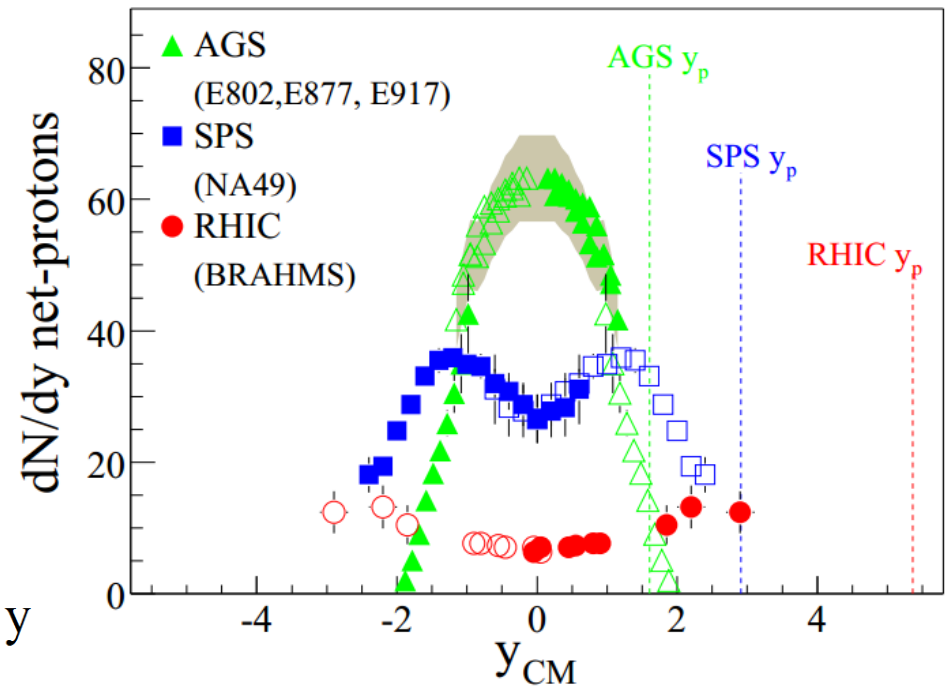 AGS
(E802,E877, E917)
SPS
(NA49)
RHIC
(BRAHMS)
AGS yp
SPS yp
RHIC yp
dN/dy net-protons
80
60
40
20
0
-4 -2 0 2 4
yCM
y